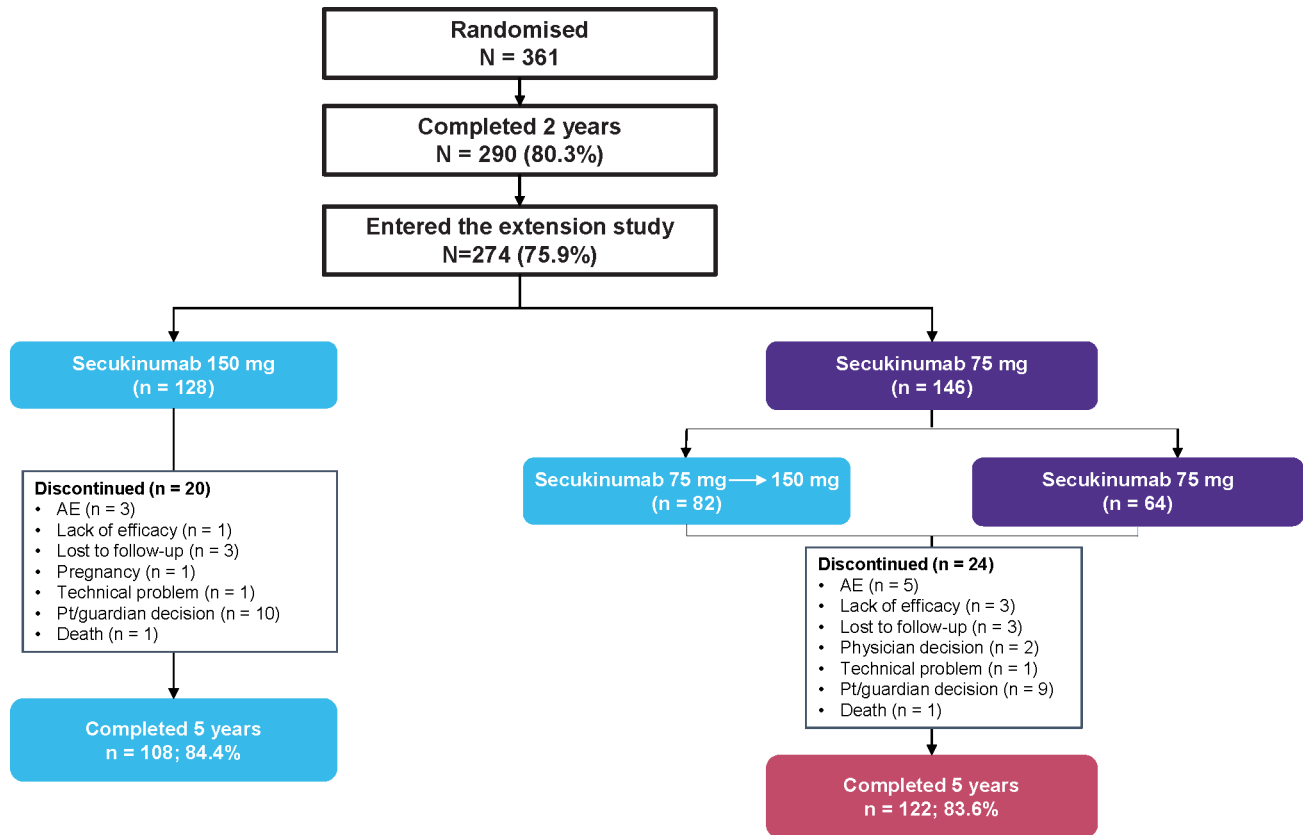 Randomised
N = 361
Completed 2 years
N = 290 (80.3%)
Entered the extension study
N=274 (75.9%)
Secukinumab 150 mg
(n = 128)
Secukinumab 75 mg
(n = 146)
Secukinumab 75 mg → 150 mg
(n = 82)
Secukinumab 75 mg
(n = 64)
Discontinued (n = 20)
• AE (n = 3)
• Lack of efficacy (n = 1)
• Lost to follow-up (n = 3)
• Pregnancy (n = 1)
• Technical problem (n = 1)
• Pt/guardian decision (n = 10)
• Death (n = 1)
Discontinued (n = 24)
• AE (n = 5)
• Lack of efficacy (n = 3)
• Lost to follow-up (n = 3)
• Physician decision (n = 2)
• Technical problem (n = 1)
• Pt/guardian decision (n = 9)
• Death (n = 1)
Completed 5 years
n = 108; 84.4%
Completed 5 years
n = 122; 83.6%